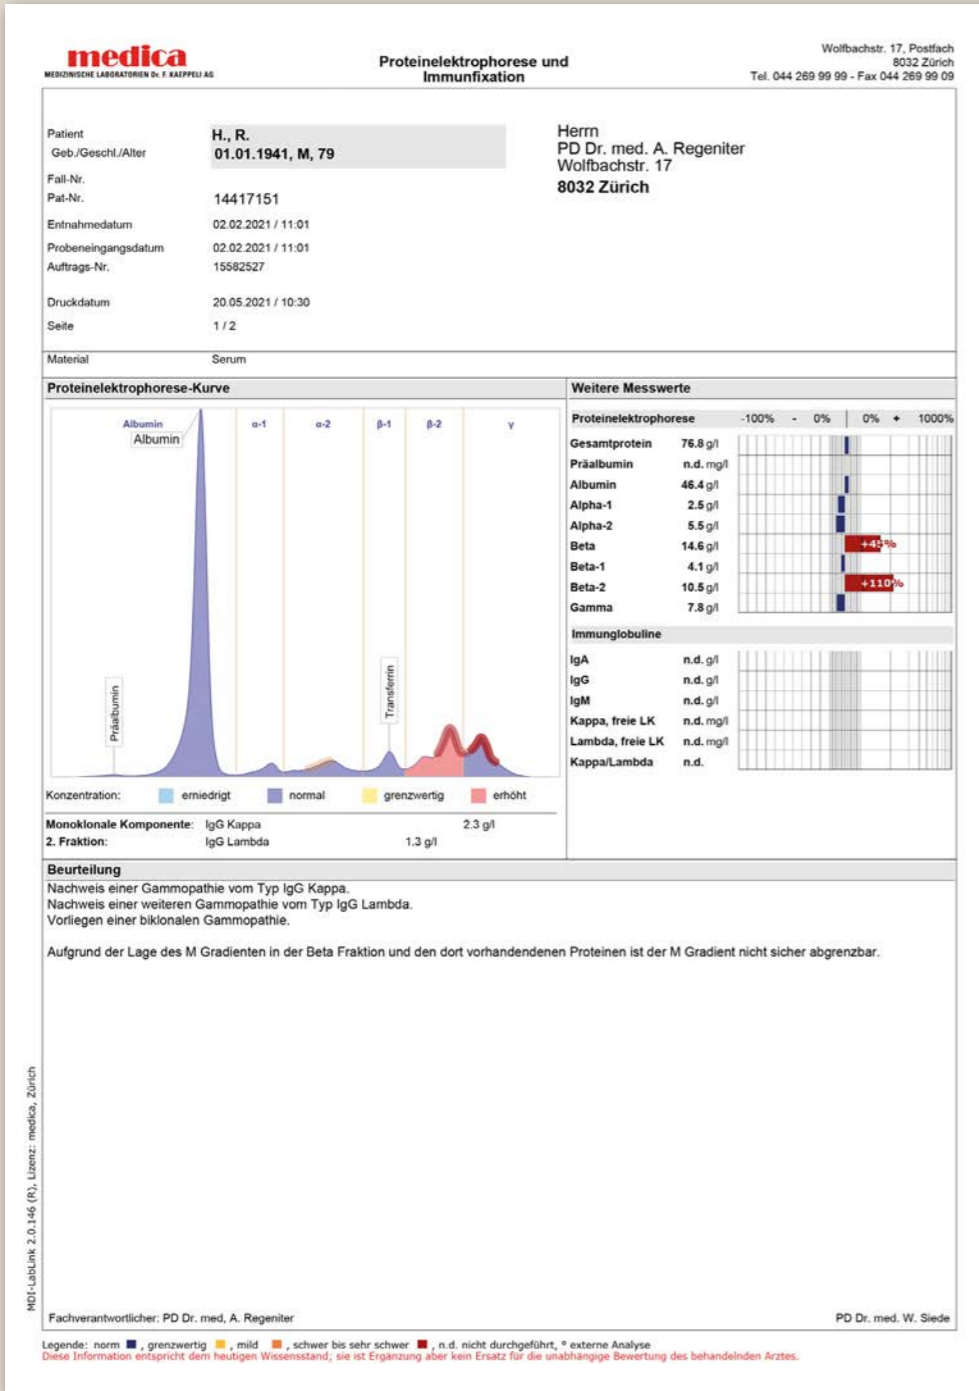 medica
MEDIZINISCHE LABORATORIEN Dr. F. KAEPPELI AG
Proteinelektrophorese und
Immunfixation
Wolfbachstr. 17, Postfach
8032 Zürich
Tel. 044 269 99 99 - Fax 044 269 99 09
Patient H., R.
Geb./Geschl./Alter 01.01.1941, M, 79
Fall-Nr.
Pat-Nr. 14417151
Entnahmedatum 02.02.2021 / 11:01
Probeneingangsdatum 02.02.2021 / 11:01
Auftrags-Nr. 15582527
Druckdatum 20.05.2021 / 10:30
Seite 1 / 2
Herrn
PD Dr. med. A. Regeniter
Wolfbachstr. 17
8032 Zürich
Material Serum
Proteinelektrophorese-Kurve
Albumin α-1 α-2 β-1 β-2 γ
Albumin
Präalbumin
Transferrin
Konzentration: erniedrigt normal grenzwertig erhöht
Monoklonale Komponente: IgG Kappa 2.3 g/l
2. Fraktion: IgG Lambda 1.3 g/l
Weitere Messwerte
Proteinelektrophorese -100% - 0% 0% + 1000%
Gesamtprotein 76.8 g/l
Präalbumin n.d. mg/l
Albumin 46.4 g/l
Alpha-1 2.5 g/l
Alpha-2 5.5 g/l
Beta 14.6 g/l +45%
Beta-1 4.1 g/l
Beta-2 10.5 g/l +110%
Gamma 7.8 g/l
Immunglobuline
IgA n.d. g/l
IgG n.d. g/l
IgM n.d. g/l
Kappa, freie LK n.d. mg/l
Lambda, freie LK n.d. mg/l
Kappa/Lambda n.d.
Beurteilung
Nachweis einer Gammopathie vom Typ IgG Kappa.
Nachweis einer weiteren Gammopathie vom Typ IgG Lambda.
Vorliegen einer biklonalen Gammopathie.
Aufgrund der Lage des M Gradienten in der Beta Fraktion und den dort vorhandendenen Proteinen ist der M Gradient nicht sicher abgrenzbar.
MDI-LabLink 2.0.146 (R), Lizenz: medica, Zürich
Fachverantwortlicher: PD Dr. med, A. Regeniter
PD Dr. med. W. Siede
Legende: norm , grenzwertig , mild , schwer bis sehr schwer , n.d. nicht durchgeführt, ° externe Analyse
Diese Information entspricht dem heutigen Wissensstand; sie ist Ergänzung aber kein Ersatz für die unabhängige Bewertung des behandelnden Arztes.